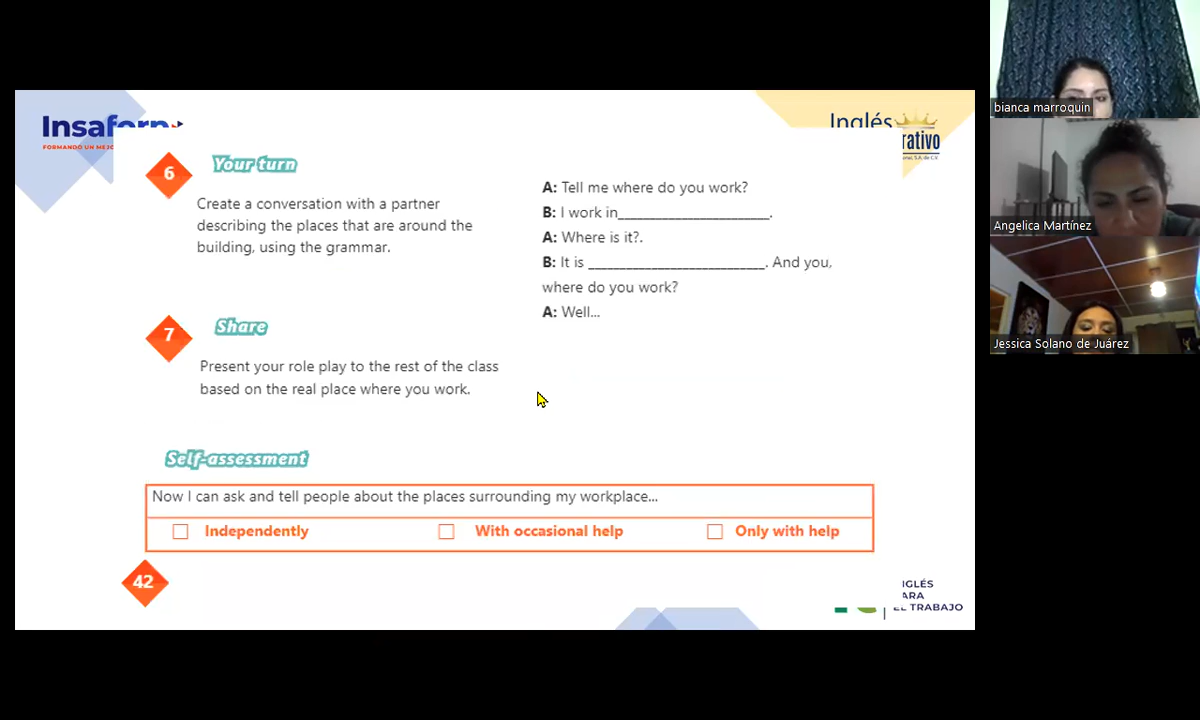 Insaforp
FORMANDO UN MEJO
Inglés
rativo
6
Your turn
Create a conversation with a partner
describing the places that are around the
building, using the grammar.
A: Tell me where do you work?
B: I work in________________________.
A: Where is it?.
B: It is ____________________________. And you,
where do you work?
A: Well...
7
Share
Present your role play to the rest of the class
based on the real place where you work.
Self-assessment
Now I can ask and tell people about the places surrounding my workplace...
Independently
With occasional help
Only with help
42
IGLÉS
ARA
EL TRABAJO
bianca marroquin
Angelica Martínez
Jessica Solano de Juárez